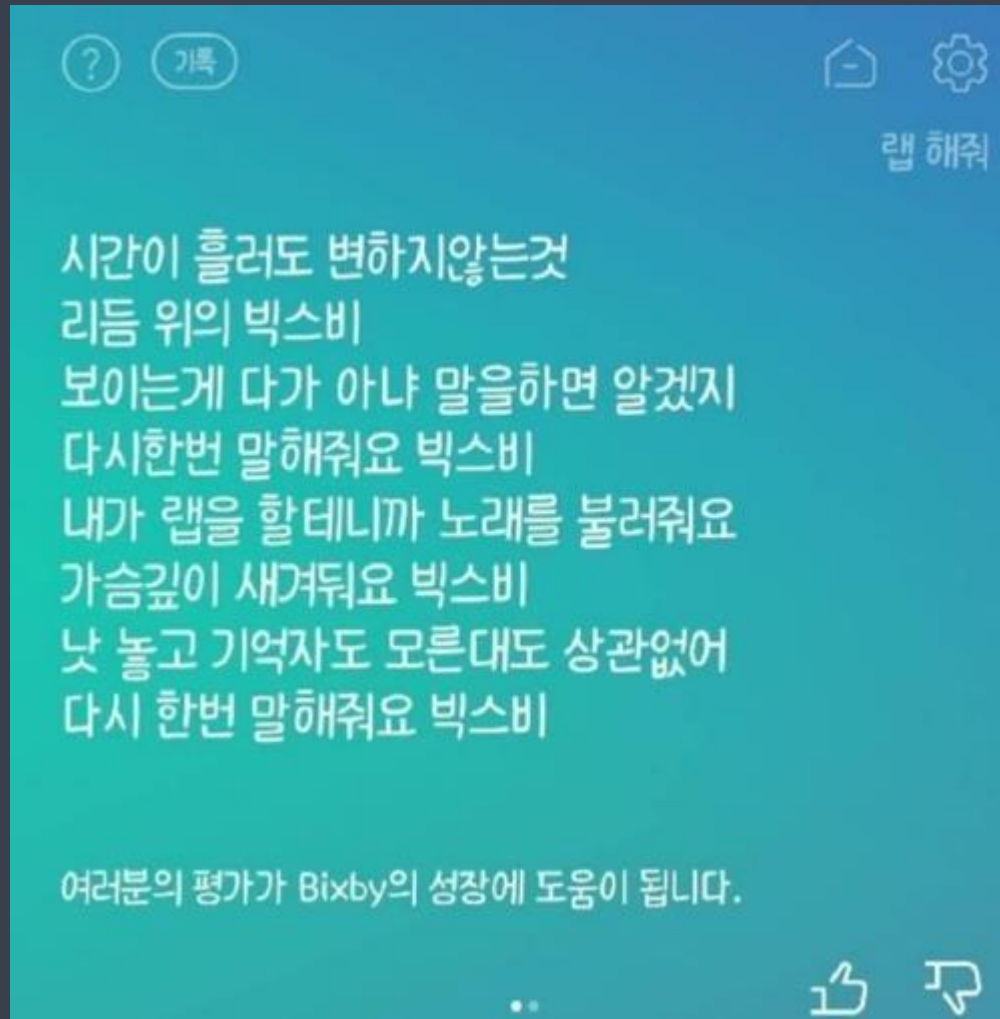 ?
기록
랩 해줘
시간이 흘러도 변하지않는것
리듬 위의 빅스비
보이는게 다가 아냐 말을하면 알겠지
다시한번 말해줘요 빅스비
내가 랩을 할테니까 노래를 불러줘요
가슴깊이 새겨둬요 빅스비
낫 놓고 기억자도 모른대도 상관없어
다시 한번 말해줘요 빅스비
여러분의 평가가 Bixby의 성장에 도움이 됩니다.